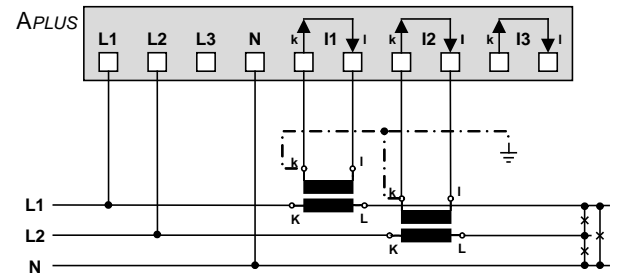 APLUS
L1 L2 L3 N k I1 l k I2 l k I3 l
k l
k l
L1
K L
L2
K L
N